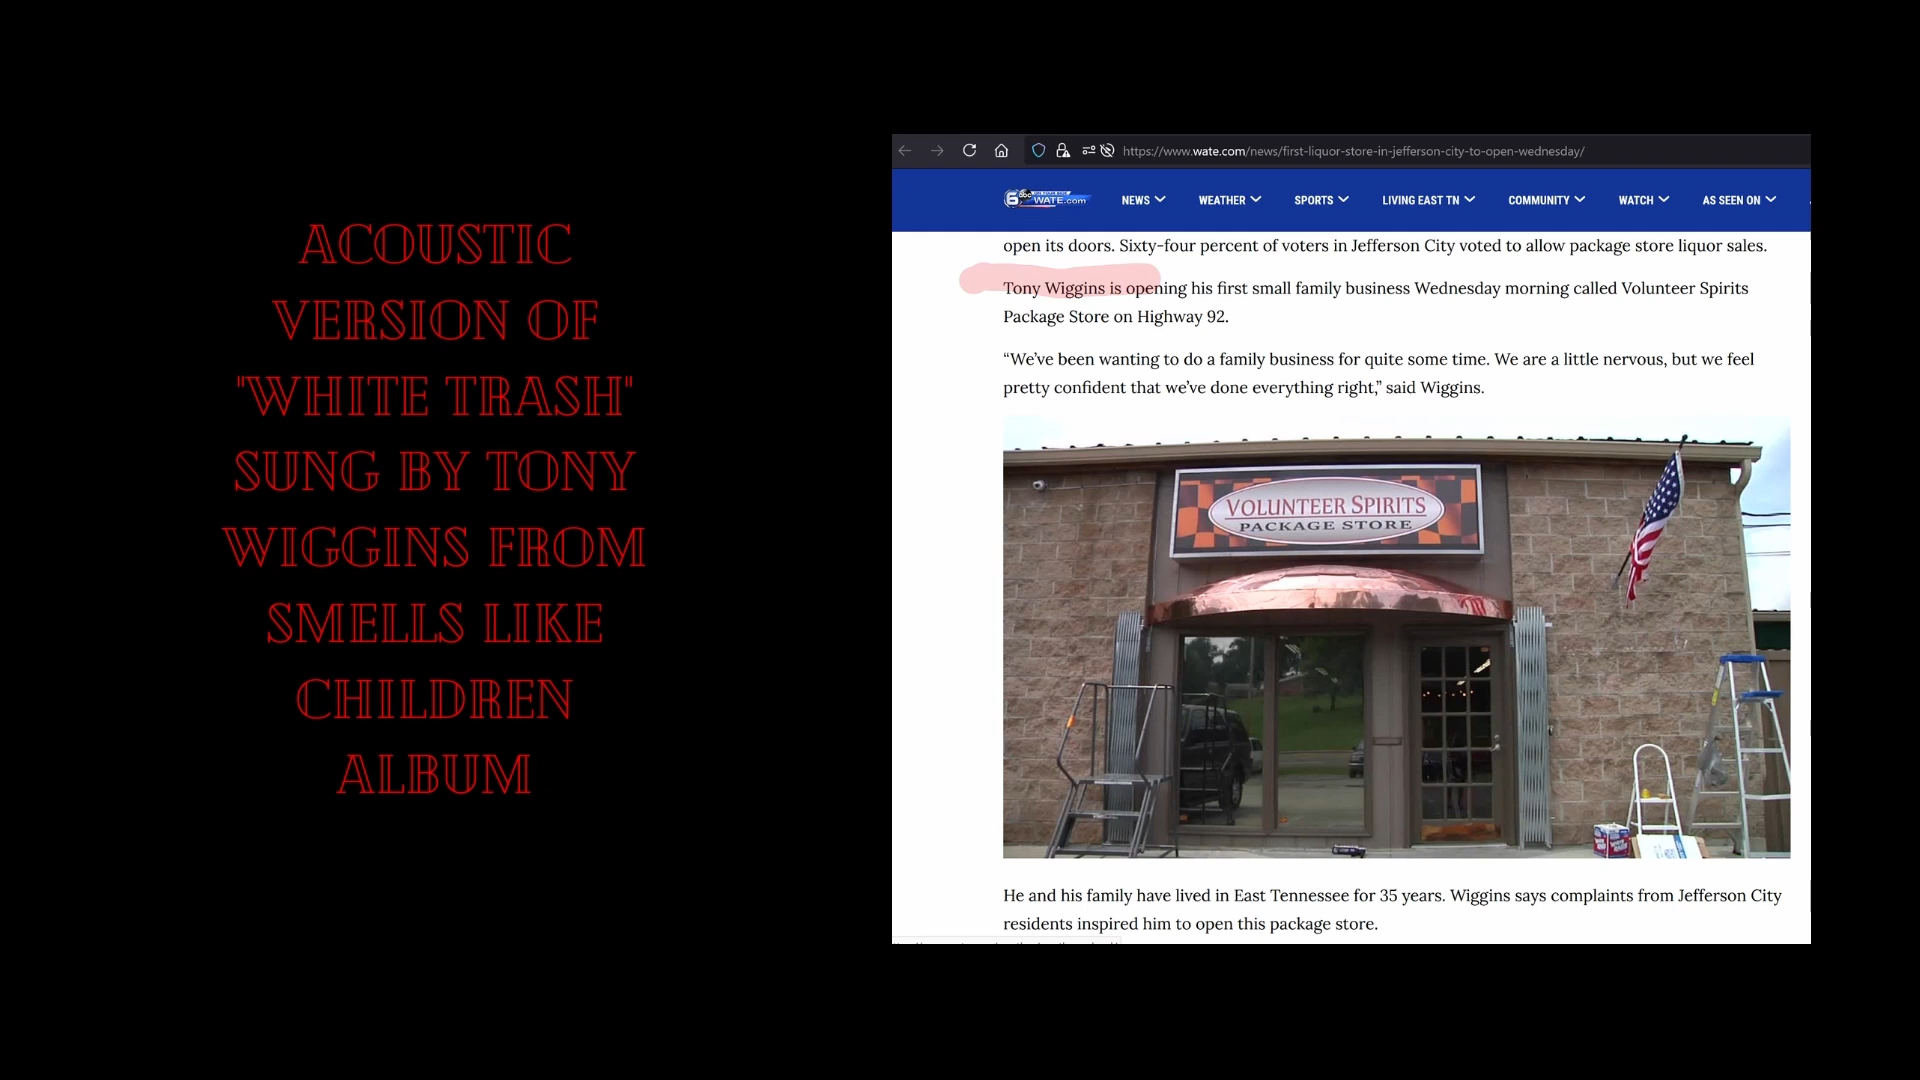 ACOUSTIC
VERSION OF
"WHITE TRASH"
SUNG BY TONY
WIGGINS FROM
SMELLS LIKE
CHILDREN
ALBUM
https://www.wate.com/news/first-liquor-store-in-jefferson-city-to-open-wednesday/
6 abc WATE.com
NEWS WEATHER SPORTS LIVING EAST TN COMMUNITY WATCH AS SEEN ON
open its doors. Sixty-four percent of voters in Jefferson City voted to allow package store liquor sales.
Tony Wiggins is opening his first small family business Wednesday morning called Volunteer Spirits
Package Store on Highway 92.
“We’ve been wanting to do a family business for quite some time. We are a little nervous, but we feel
pretty confident that we’ve done everything right,” said Wiggins.
VOLUNTEER SPIRITS
PACKAGE STORE
He and his family have lived in East Tennessee for 35 years. Wiggins says complaints from Jefferson City
residents inspired him to open this package store.